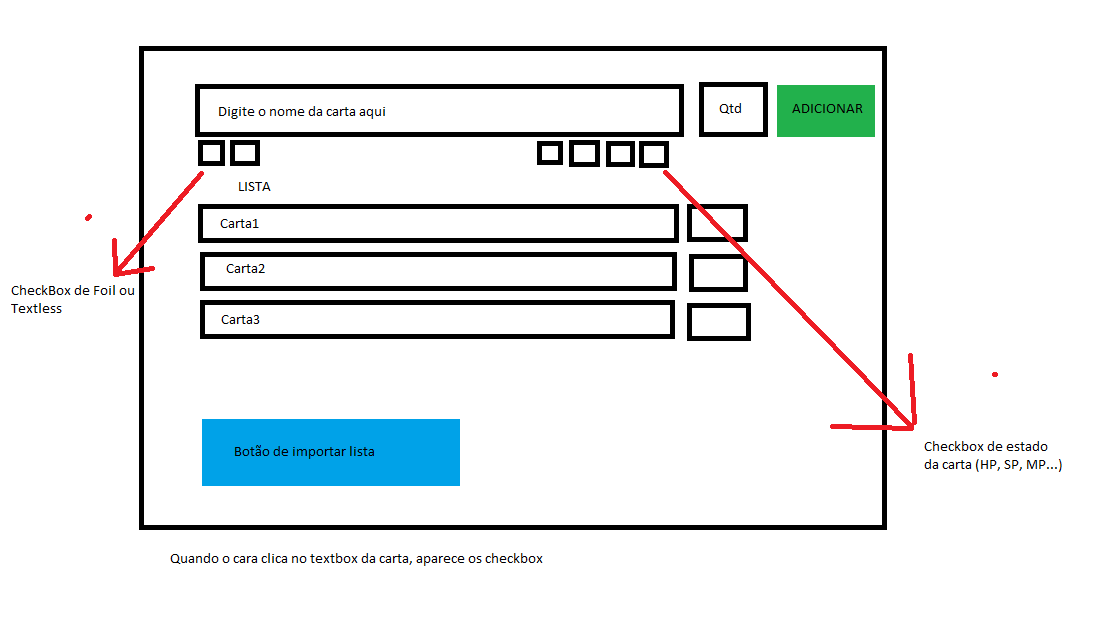 Digite o nome da carta aqui
Qtd
ADICIONAR
LISTA
Carta1
Carta2
Carta3
CheckBox de Foil ou
Textless
Botão de importar lista
Checkbox de estado
da carta (HP, SP, MP...)
Quando o cara clica no textbox da carta, aparece os checkbox